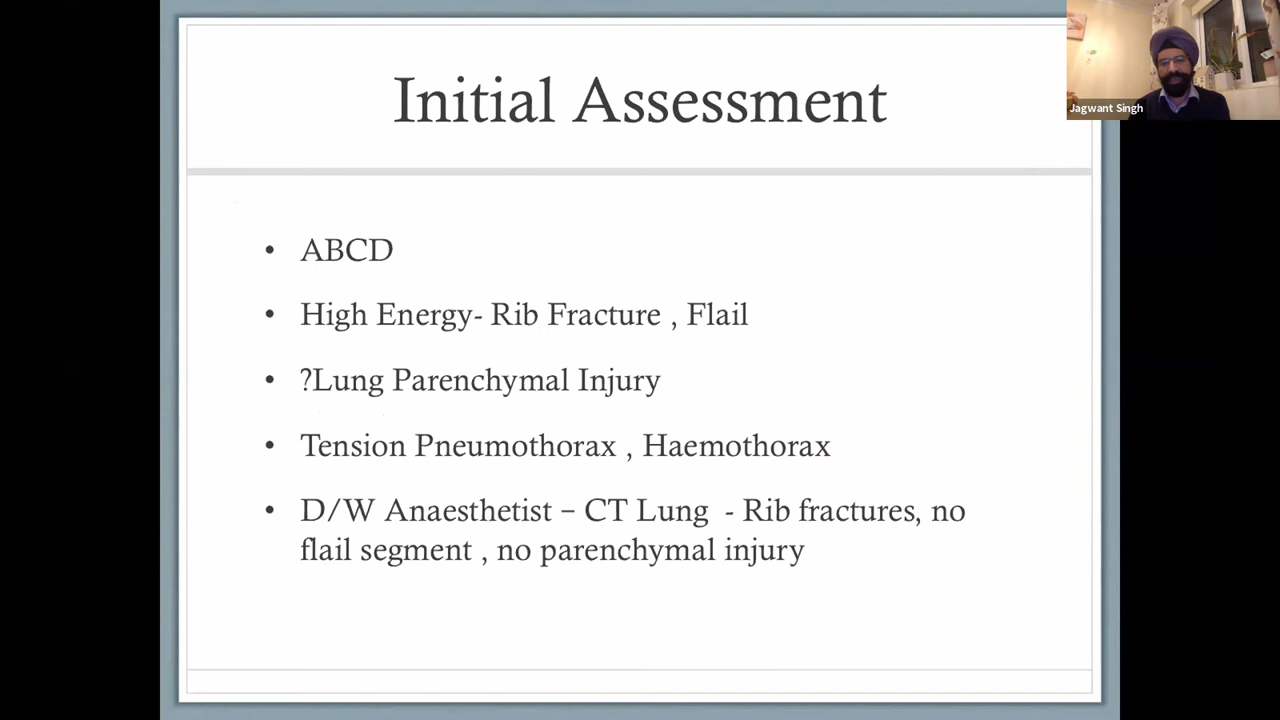 Initial Assessment
Jagwant Singh
• ABCD
• High Energy- Rib Fracture , Flail
• ?Lung Parenchymal Injury
• Tension Pneumothorax , Haemothorax
• D/W Anaesthetist – CT Lung - Rib fractures, no
flail segment , no parenchymal injury